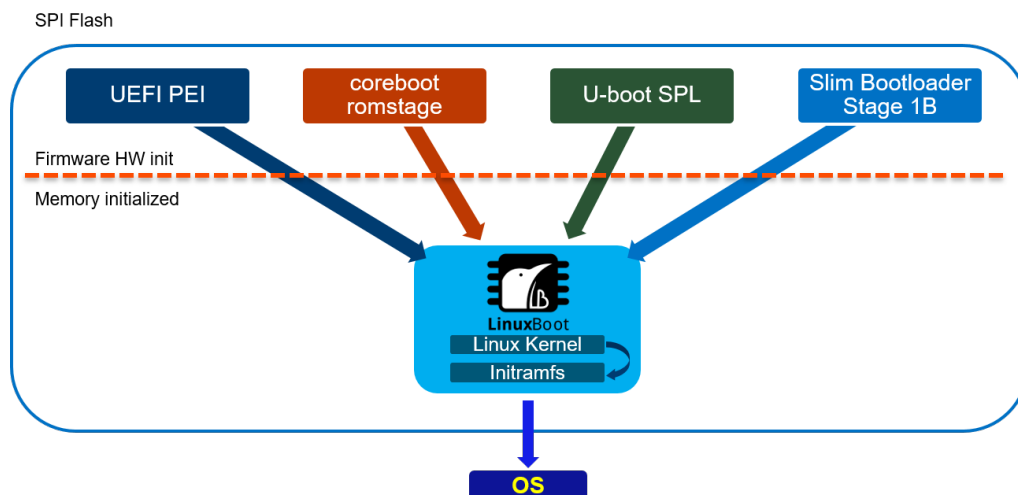 SPI Flash
UEFI PEI
coreboot
romstage
U-boot SPL
Slim Bootloader
Stage 1B
Firmware HW init
Memory initialized
LB
LinuxBoot
Linux Kernel
Initramfs
OS